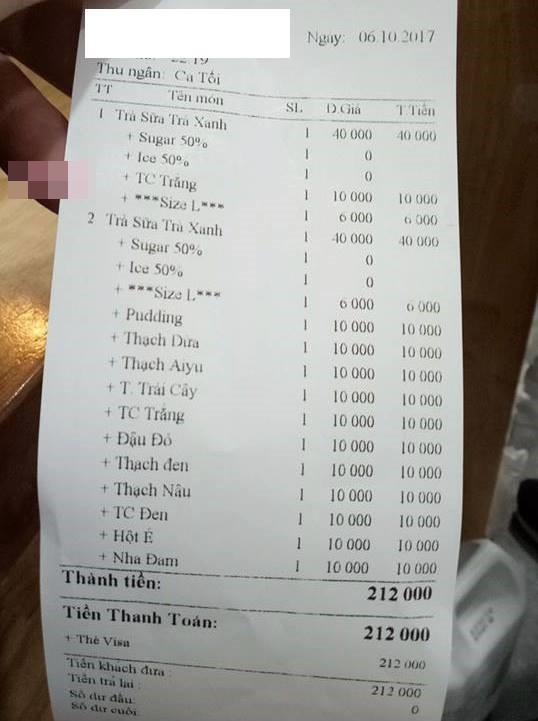 Ngày: 06.10.2017
22:19
Thu ngân: Ca Tối
TT Tên món SL Đ.Giá T.Tiền
1 Trà Sữa Trà Xanh 1 40 000 40 000
+ Sugar 50% 1 0
+ Ice 50% 1 0
+ TC Trắng 1 10 000 10 000
+ ***Size L*** 1 6 000 6 000
2 Trà Sữa Trà Xanh 1 40 000 40 000
+ Sugar 50% 1 0
+ Ice 50% 1 0
+ ***Size L*** 1 6 000 6 000
+ Pudding 1 10 000 10 000
+ Thạch Dừa 1 10 000 10 000
+ Thạch Aiyu 1 10 000 10 000
+ T. Trái Cây 1 10 000 10 000
+ TC Trắng 1 10 000 10 000
+ Đậu Đỏ 1 10 000 10 000
+ Thạch đen 1 10 000 10 000
+ Thạch Nâu 1 10 000 10 000
+ TC Đen 1 10 000 10 000
+ Hột É 1 10 000 10 000
+ Nha Đam 1 10 000 10 000
Thành tiền: 212 000
Tiền Thanh Toán: 212 000
+ Thẻ Visa 212 000
Tiền khách đưa : 212 000
Tiền trả lại : 0
Số dư đầu:
Số dư cuối: